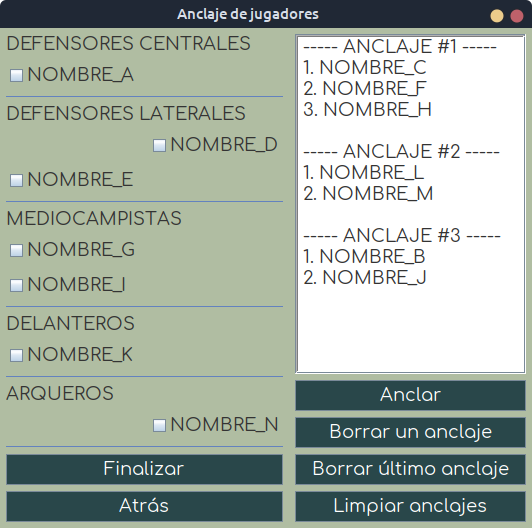 Anclaje de jugadores
DEFENSORES CENTRALES
NOMBRE_A
DEFENSORES LATERALES
NOMBRE_D
NOMBRE_E
MEDIOCAMPISTAS
NOMBRE_G
NOMBRE_I
DELANTEROS
NOMBRE_K
ARQUEROS
NOMBRE_N
Finalizar
Atrás
----- ANCLAJE #1 -----
1. NOMBRE_C
2. NOMBRE_F
3. NOMBRE_H
----- ANCLAJE #2 -----
1. NOMBRE_L
2. NOMBRE_M
----- ANCLAJE #3 -----
1. NOMBRE_B
2. NOMBRE_J
Anclar
Borrar un anclaje
Borrar último anclaje
Limpiar anclajes